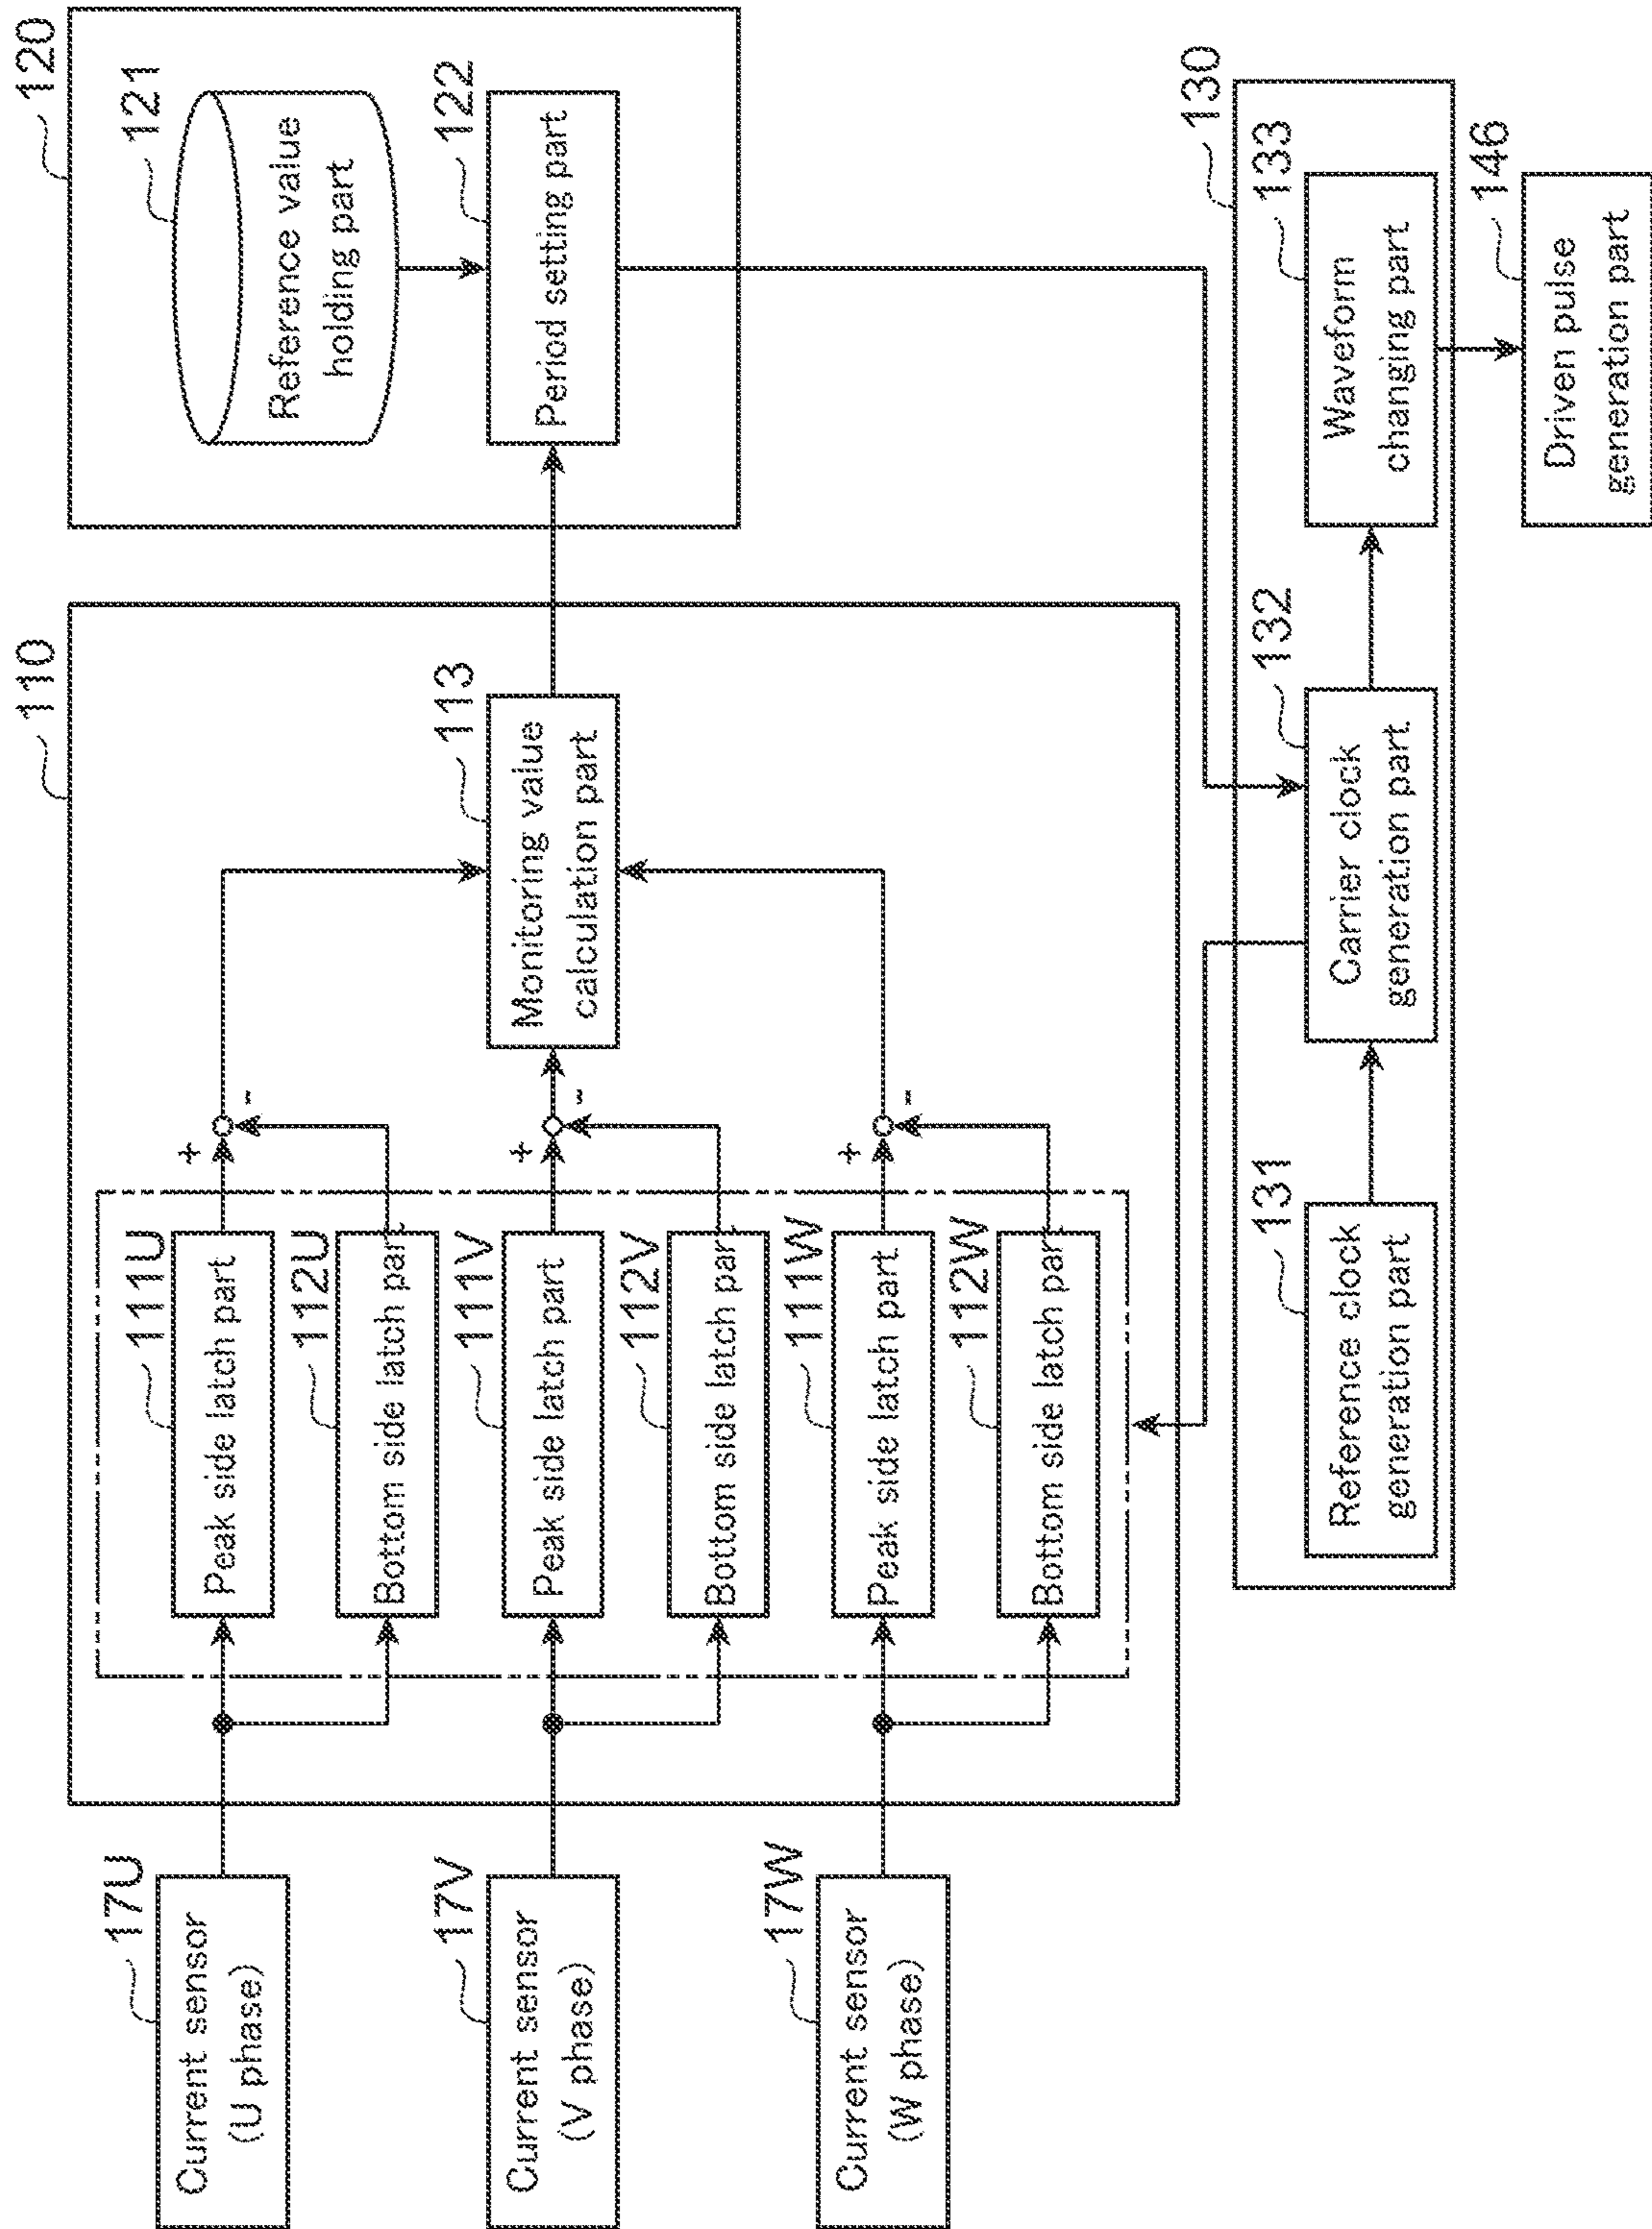 110
120
17U
Current sensor
(U phase)
17V
Current sensor
(V phase)
17W
Current sensor
(W phase)
111U
Peak side latch part
112U
Bottom side latch part
111V
Peak side latch part
112V
Bottom side latch part
111W
Peak side latch part
112W
Bottom side latch part
+
-
+
-
+
-
113
Monitoring value
calculation part
121
Reference value
holding part
122
Period setting part
130
131
Reference clock
generation part
132
Carrier clock
generation part
133
Waveform
changing part
146
Driven pulse
generation part